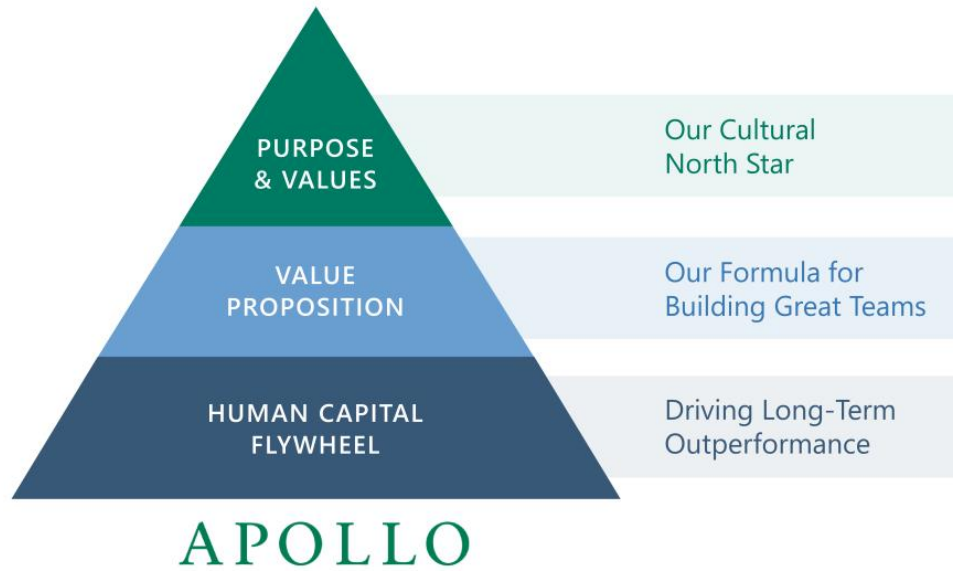 PURPOSE
& VALUES
Our Cultural
North Star
VALUE
PROPOSITION
Our Formula for
Building Great Teams
HUMAN CAPITAL
FLYWHEEL
Driving Long-Term
Outperformance
APOLLO